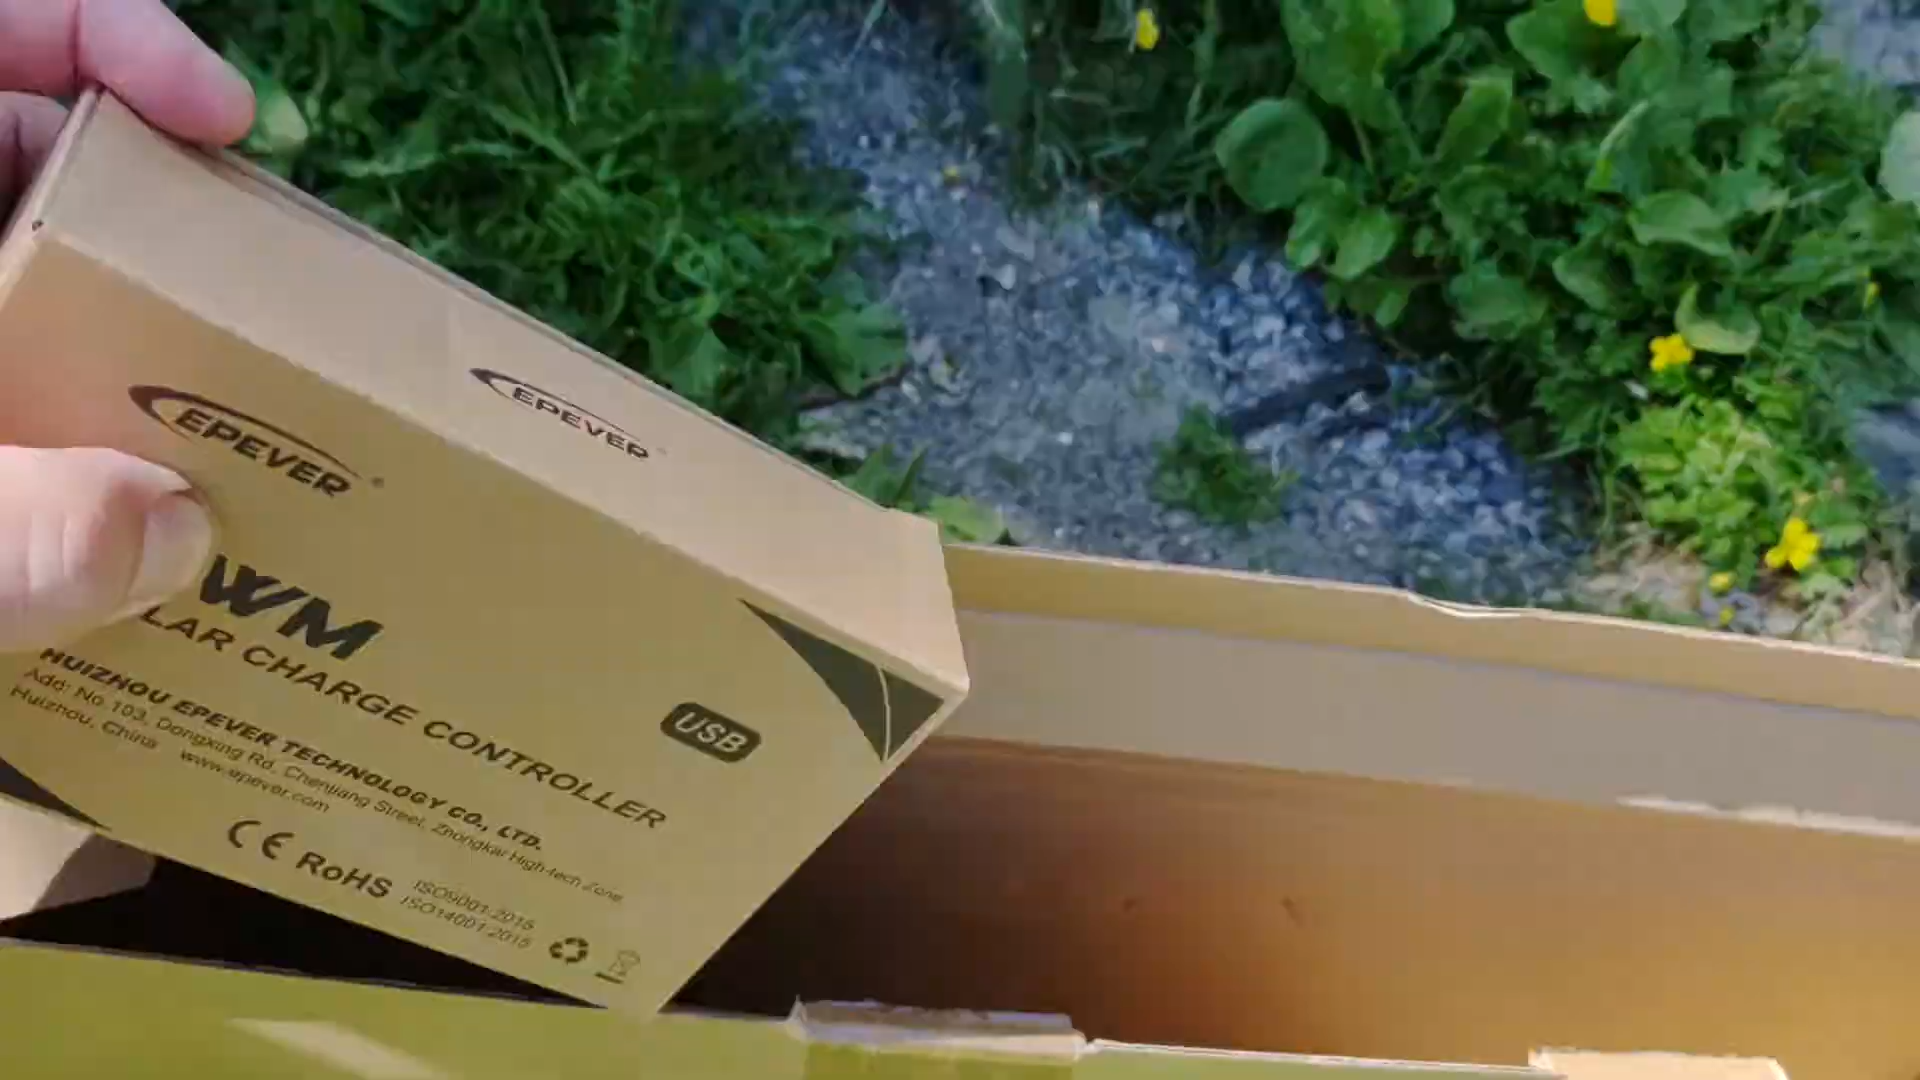 EPEVER
EPEVER
WM
LAR CHARGE CONTROLLER
USB
HUIZHOU EPEVER TECHNOLOGY CO., LTD.
Add: No.103, Dongxing Rd, Chenjiang Street, Zhongkai High-tech Zone
Huizhou, China
www.epever.com
CE RoHS
ISO9001:2015
ISO14001:2015